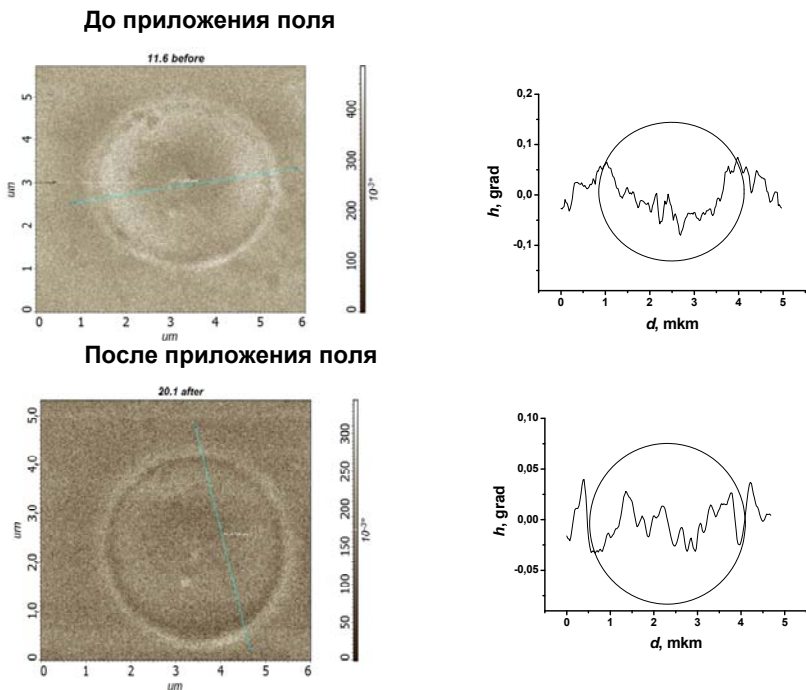 До приложения поля
11.6 before
um
0
1
2
3
4
5
0 1 2 3 4 5 6
um
10⁻³°
0
100
200
300
400
h, grad
0,2
0,1
0,0
-0,1
0 1 2 3 4 5
d, mkm
После приложения поля
20.1 after
um
5,0
4,0
3,0
2,0
1,0
0
0 1 2 3 4 5 6
um
10⁻³°
0
50
100
150
200
250
300
h, grad
0,10
0,05
0,00
-0,05
0 1 2 3 4 5
d, mkm